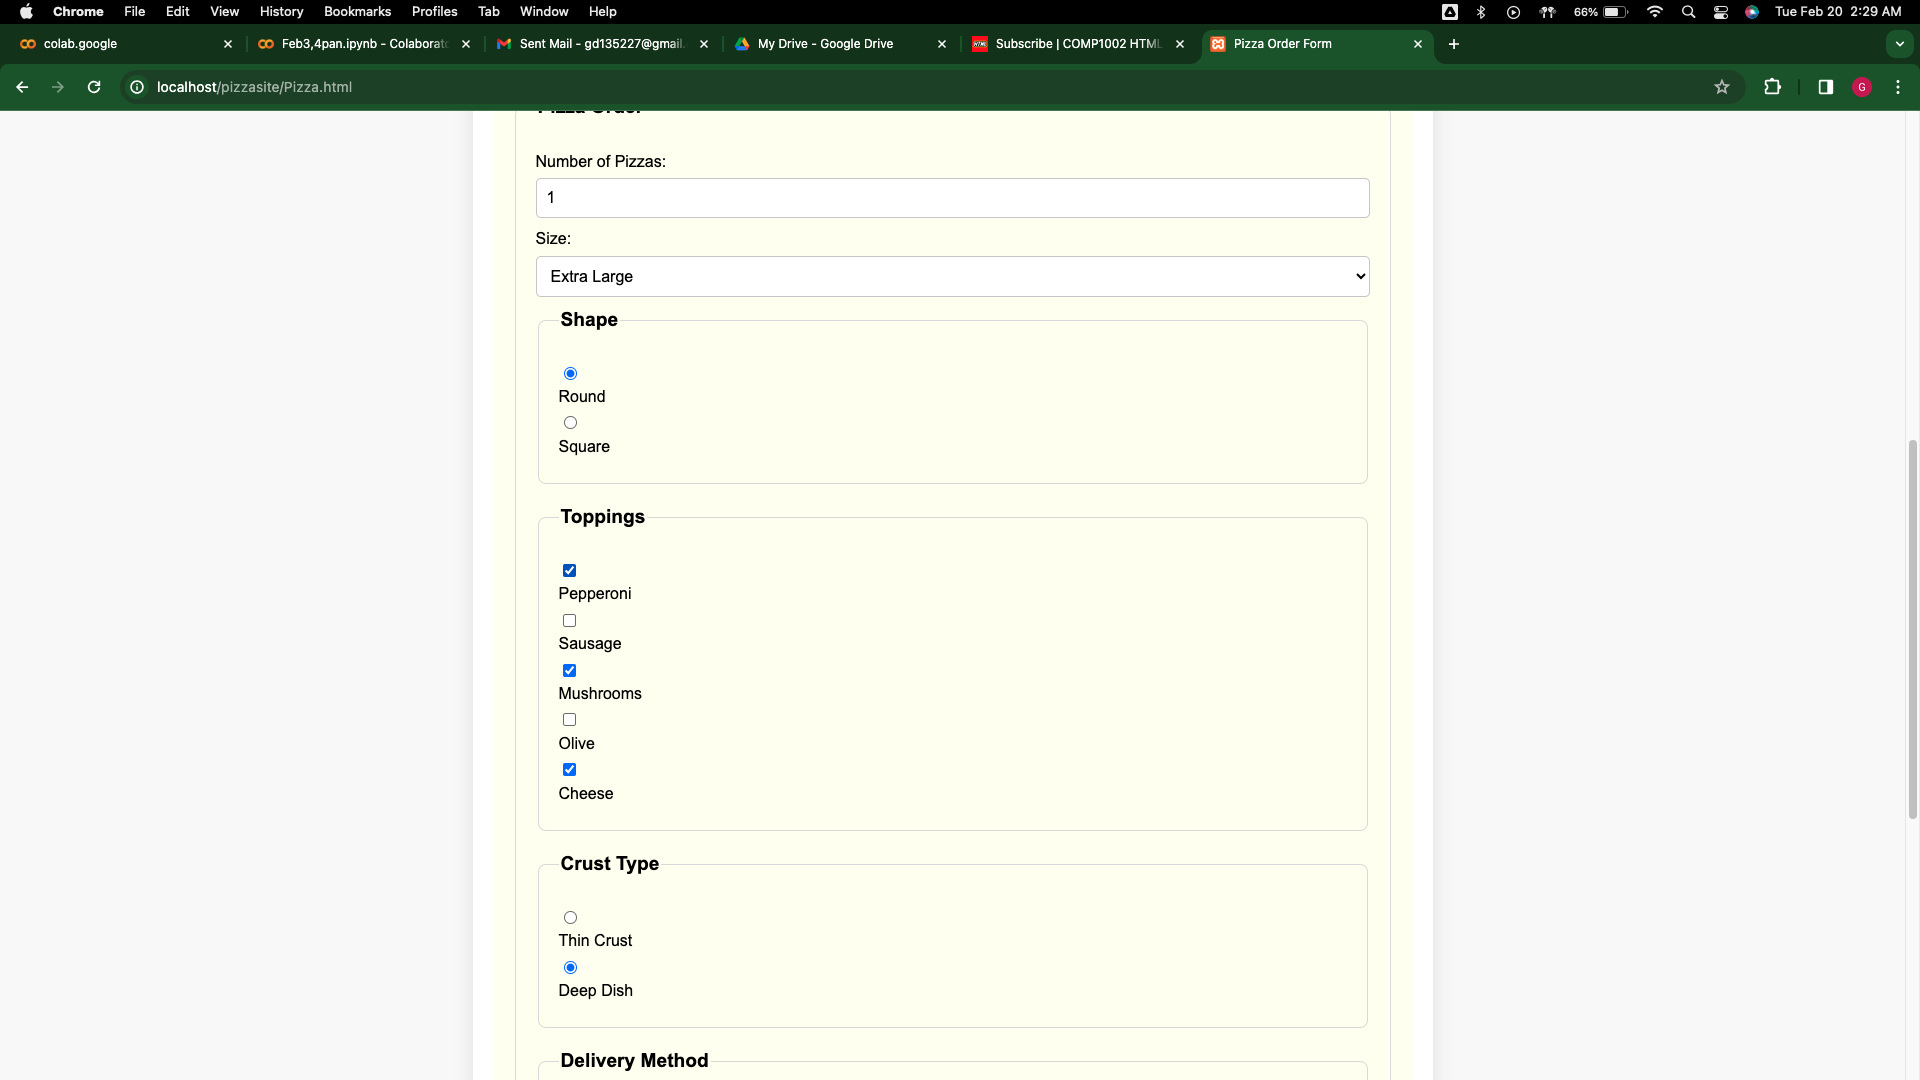 Chrome File Edit View History Bookmarks Profiles Tab Window Help 66% Tue Feb 20 2:29 AM
colab.google Feb3,4pan.ipynb - Colaborato Sent Mail - gd135227@gmail. My Drive - Google Drive Subscribe | COMP1002 HTML Pizza Order Form
localhost/pizzasite/Pizza.html G
Pizza Order
Number of Pizzas:
1
Size:
Extra Large
Shape
Round
Square
Toppings
Pepperoni
Sausage
Mushrooms
Olive
Cheese
Crust Type
Thin Crust
Deep Dish
Delivery Method